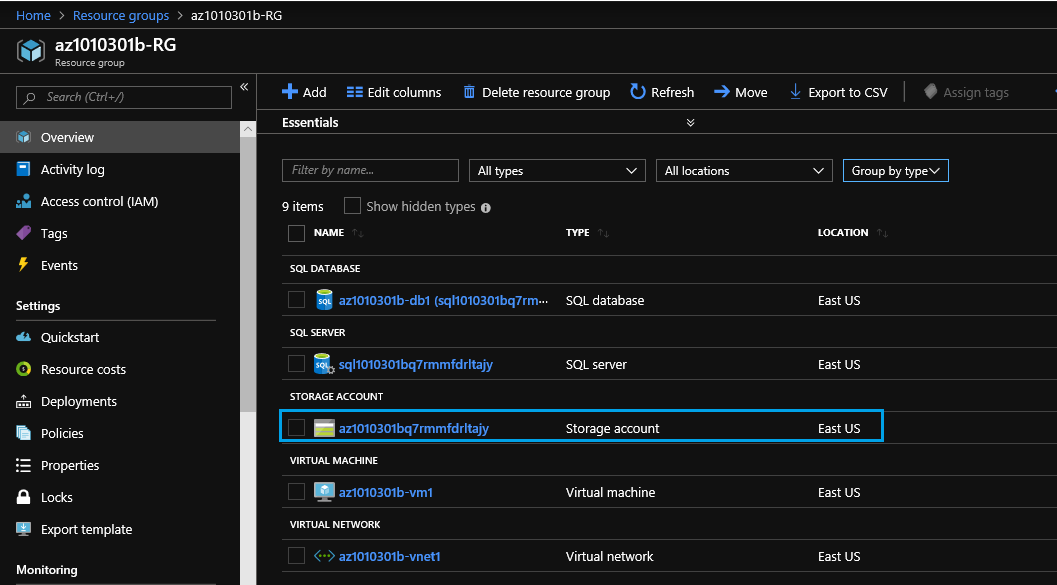 Home > Resource groups > az1010301b-RG
az1010301b-RG
Resource group
Search (Ctrl+/)
«
Overview
Activity log
Access control (IAM)
Tags
Events
Settings
Quickstart
Resource costs
Deployments
Policies
Properties
Locks
Export template
Monitoring
Add Edit columns Delete resource group Refresh Move Export to CSV Assign tags
Essentials
Filter by name... All types All locations Group by type
9 items Show hidden types
NAME TYPE LOCATION
SQL DATABASE
az1010301b-db1 (sql1010301bq7rm... SQL database East US
SQL SERVER
sql1010301bq7rmmfdrltajy SQL server East US
STORAGE ACCOUNT
az1010301bq7rmmfdrltajy Storage account East US
VIRTUAL MACHINE
az1010301b-vm1 Virtual machine East US
VIRTUAL NETWORK
az1010301b-vnet1 Virtual network East US